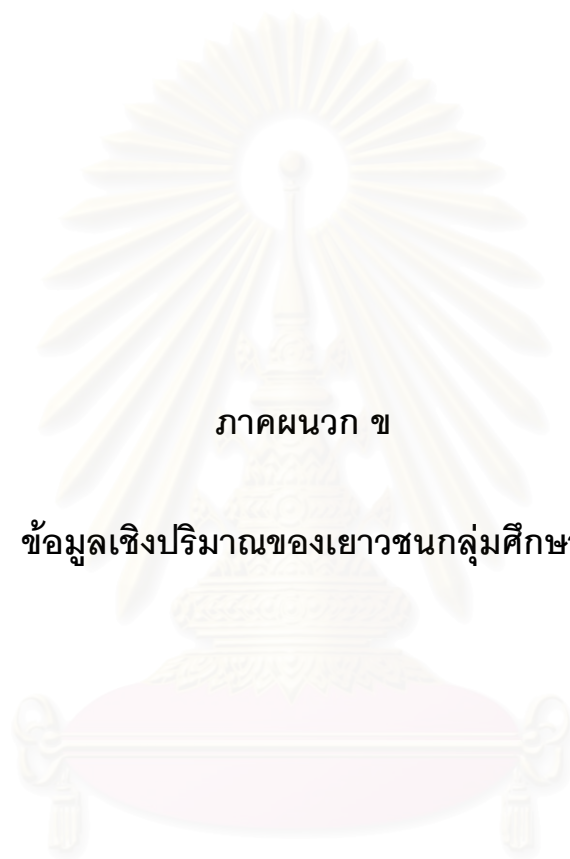 ภาคผนวก ข
ข้อมูลเชิงปริมาณของเยาวชนกลุ่มศึกษา